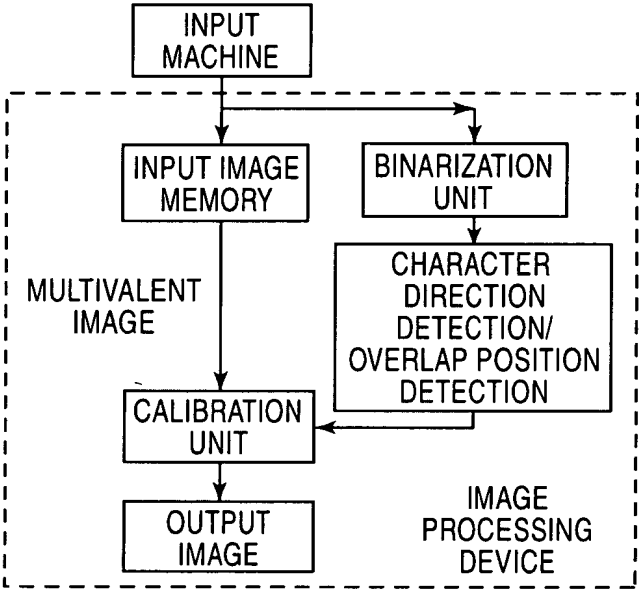 INPUT
MACHINE
INPUT IMAGE
MEMORY
BINARIZATION
UNIT
CHARACTER
DIRECTION
DETECTION/
OVERLAP POSITION
DETECTION
MULTIVALENT
IMAGE
CALIBRATION
UNIT
OUTPUT
IMAGE
IMAGE
PROCESSING
DEVICE